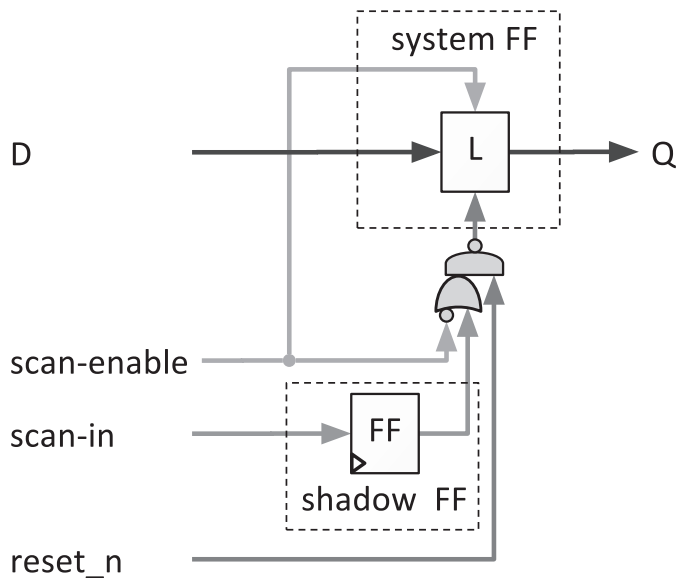 system FF
D
L
Q
scan-enable
scan-in
FF
shadow FF
reset_n